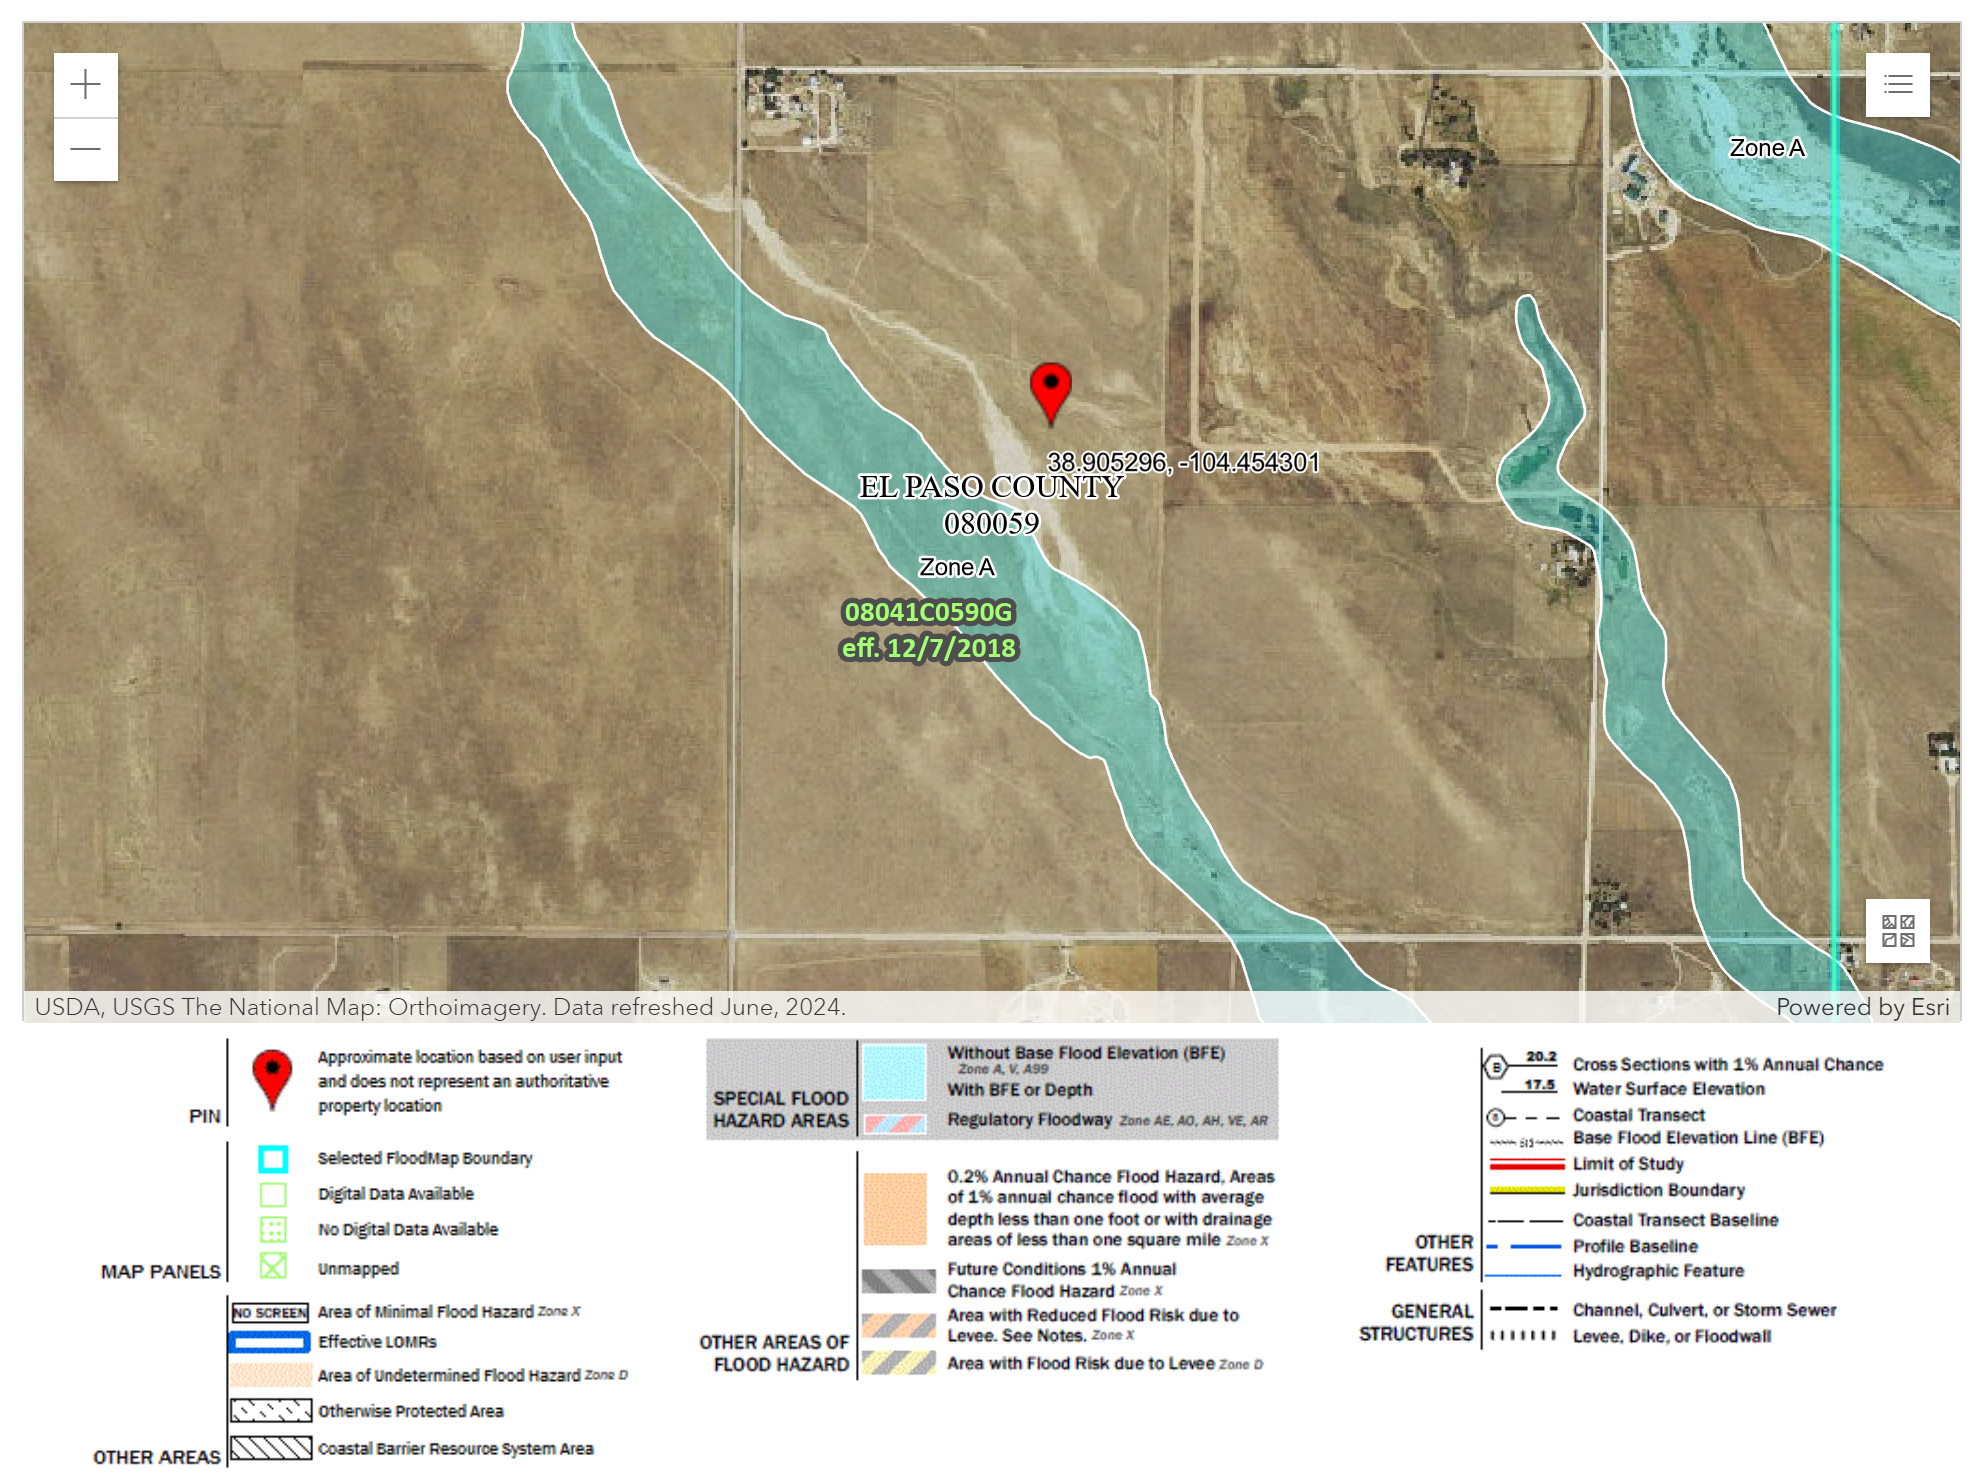 Zone A
38.905296, -104.454301
EL PASO COUNTY
080059
Zone A
08041C0590G
eff. 12/7/2018
USDA, USGS The National Map: Orthoimagery. Data refreshed June, 2024.
Powered by Esri
PIN
Approximate location based on user input
and does not represent an authoritative
property location
MAP PANELS
Selected FloodMap Boundary
Digital Data Available
No Digital Data Available
Unmapped
OTHER AREAS
NO SCREEN Area of Minimal Flood Hazard Zone X
Effective LOMRs
Area of Undetermined Flood Hazard Zone D
Otherwise Protected Area
Coastal Barrier Resource System Area
SPECIAL FLOOD
HAZARD AREAS
Without Base Flood Elevation (BFE)
Zone A, V, A99
With BFE or Depth
Regulatory Floodway Zone AE, AO, AH, VE, AR
OTHER AREAS OF
FLOOD HAZARD
0.2% Annual Chance Flood Hazard, Areas
of 1% annual chance flood with average
depth less than one foot or with drainage
areas of less than one square mile Zone X
Future Conditions 1% Annual
Chance Flood Hazard Zone X
Area with Reduced Flood Risk due to
Levee. See Notes. Zone X
Area with Flood Risk due to Levee Zone D
OTHER
FEATURES
B 20.2 Cross Sections with 1% Annual Chance
17.5 Water Surface Elevation
8 Coastal Transect
513 Base Flood Elevation Line (BFE)
Limit of Study
Jurisdiction Boundary
Coastal Transect Baseline
Profile Baseline
Hydrographic Feature
GENERAL
STRUCTURES
Channel, Culvert, or Storm Sewer
Levee, Dike, or Floodwall